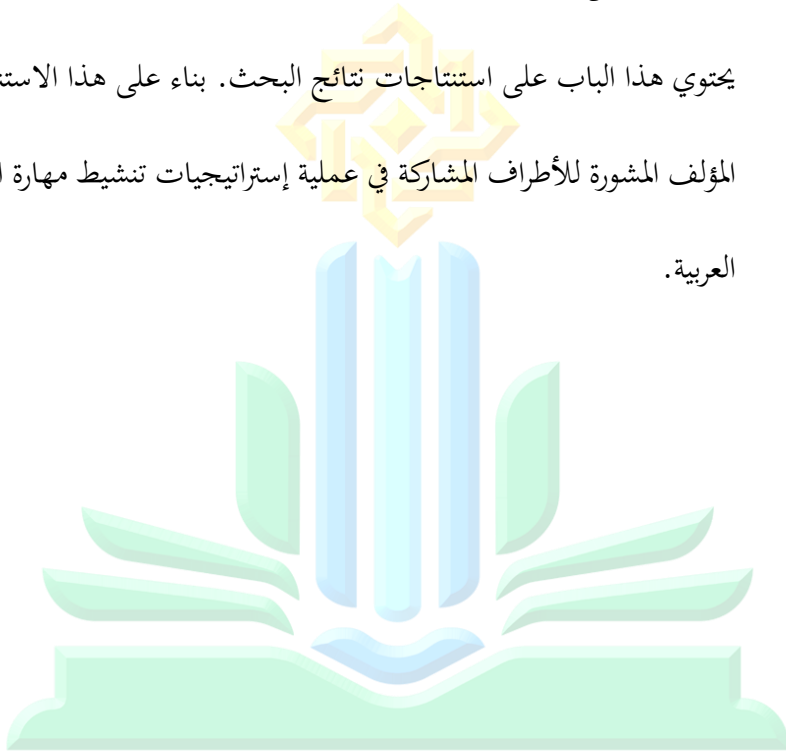 يحتوي هذا الباب على استنتاجات نتائج البحث. بناء على هذا
المؤلف المشورة للأطراف المشاركة في عملية إستراتيجيات تنشيط مهارة
العربية.